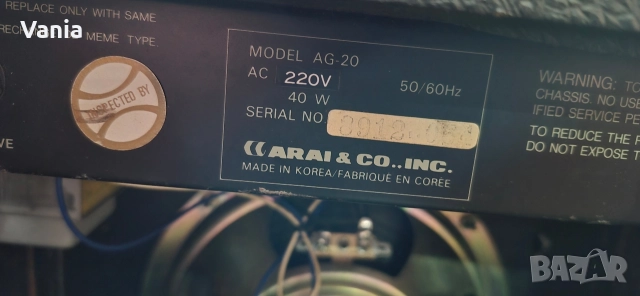 REPLACE ONLY WITH SAME
Vania
MEME TYPE.
INSPECTED BY
MODEL AG-20
AC 220V 50/60Hz
40 W
SERIAL NO.
ARAI & CO.,INC.
MADE IN KOREA/FABRIQUÉ EN CORÉE
WARNING: TO
CHASSIS. NO US
IFIED SERVICE PE
TO REDUCE THE
DO NOT EXPOSE T
BAZAR